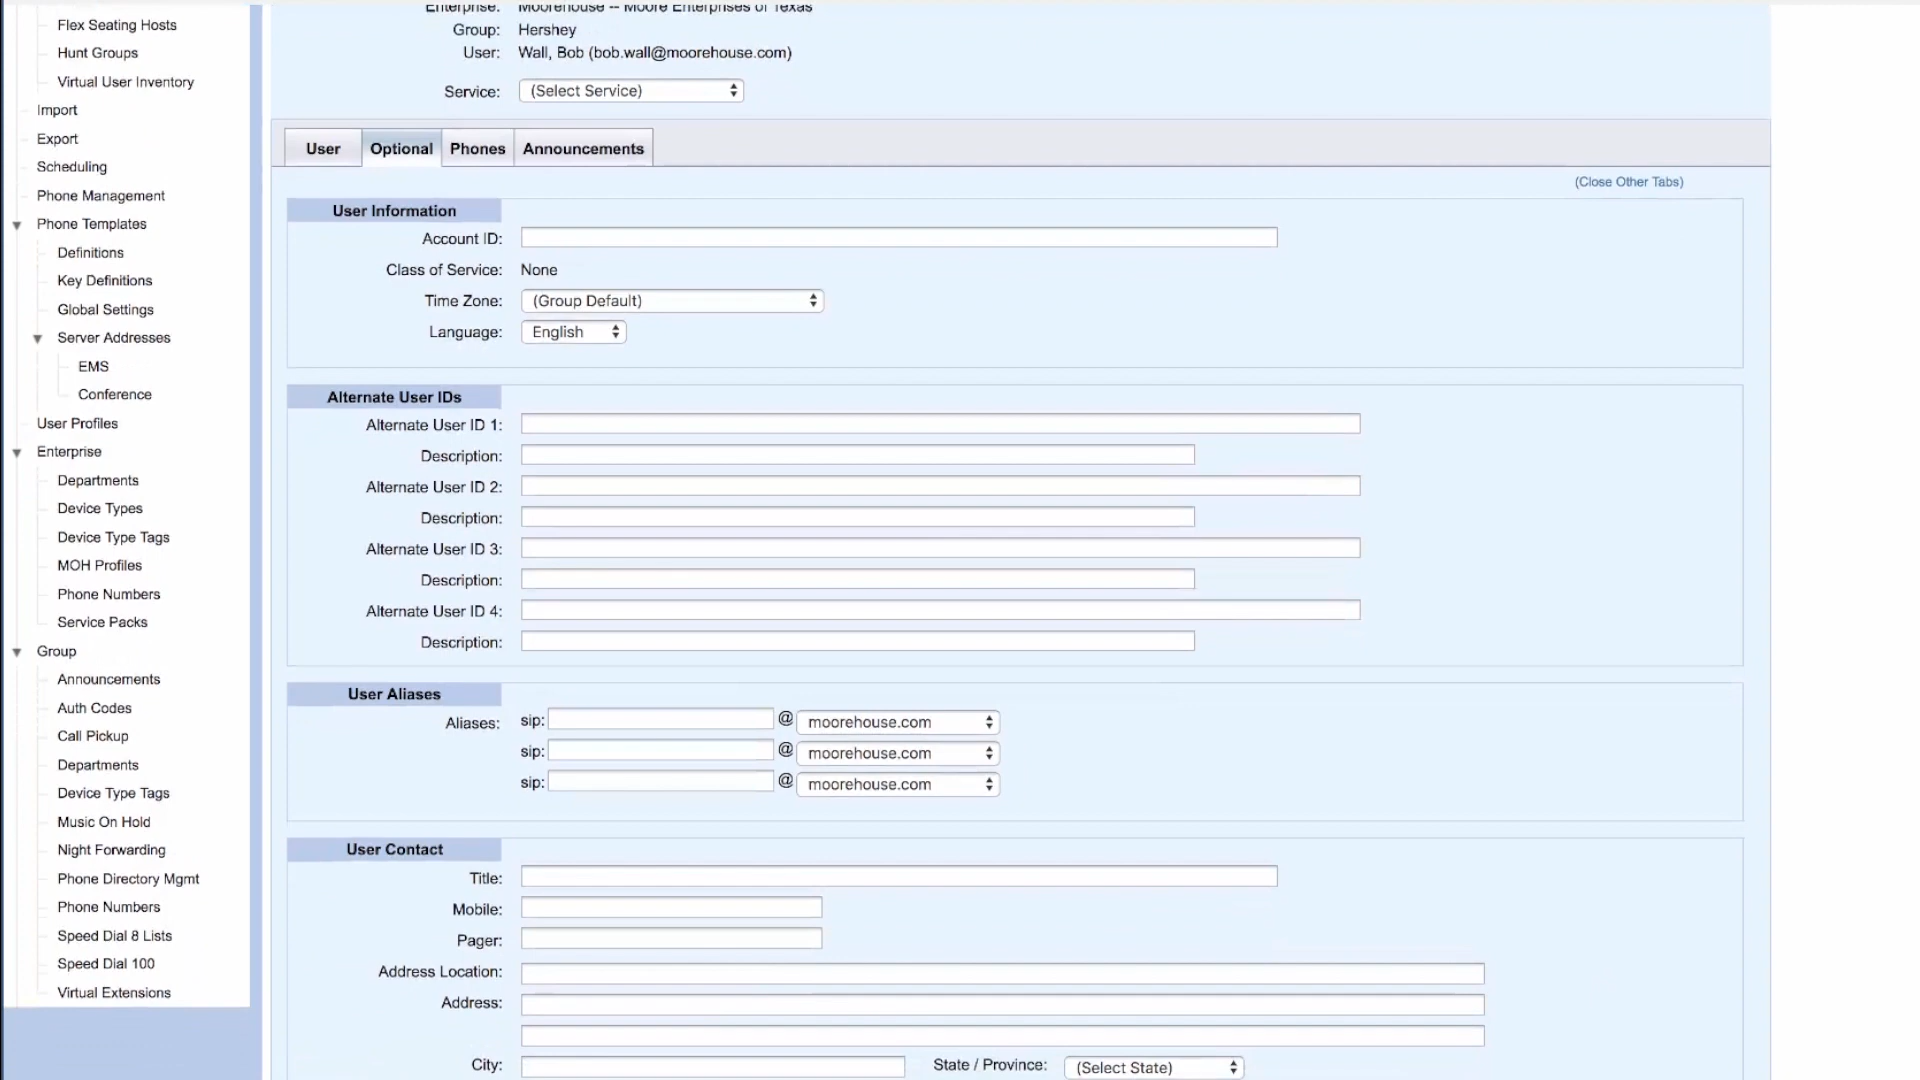 Flex Seating Hosts
Hunt Groups
Virtual User Inventory
Import
Export
Scheduling
Phone Management
Phone Templates
Definitions
Key Definitions
Global Settings
Server Addresses
EMS
Conference
User Profiles
Enterprise
Departments
Device Types
Device Type Tags
MOH Profiles
Phone Numbers
Service Packs
Group
Announcements
Auth Codes
Call Pickup
Departments
Device Type Tags
Music On Hold
Night Forwarding
Phone Directory Mgmt
Phone Numbers
Speed Dial 8 Lists
Speed Dial 100
Virtual Extensions
Enterprise: Moorehouse -- Moore Enterprises of Texas
Group: Hershey
User: Wall, Bob (bob.wall@moorehouse.com)
Service: (Select Service)
User Optional Phones Announcements
(Close Other Tabs)
User Information
Account ID:
Class of Service: None
Time Zone: (Group Default)
Language: English
Alternate User IDs
Alternate User ID 1:
Description:
Alternate User ID 2:
Description:
Alternate User ID 3:
Description:
Alternate User ID 4:
Description:
User Aliases
Aliases: sip: @ moorehouse.com
sip: @ moorehouse.com
sip: @ moorehouse.com
User Contact
Title:
Mobile:
Pager:
Address Location:
Address:
City: State / Province: (Select State)